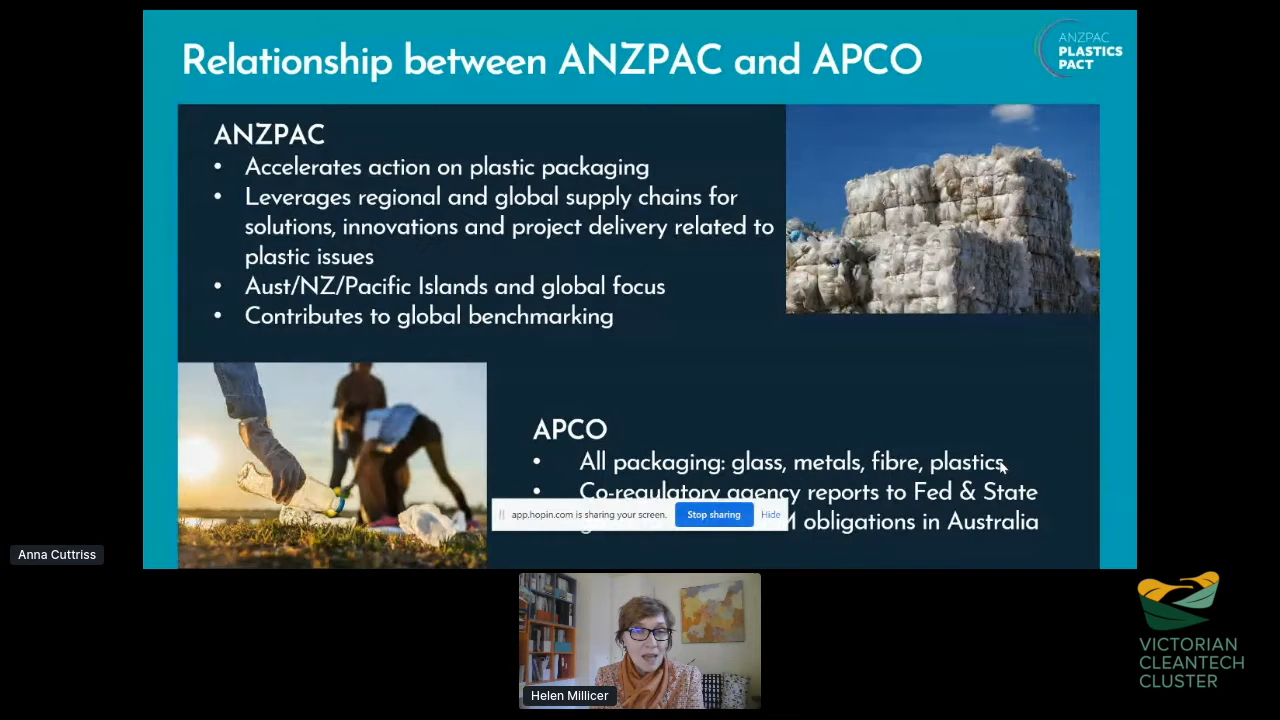 Relationship between ANZPAC and APCO
ANZPAC
PLASTICS
PACT
ANZPAC
• Accelerates action on plastic packaging
• Leverages regional and global supply chains for
solutions, innovations and project delivery related to
plastic issues
• Aust/NZ/Pacific Islands and global focus
• Contributes to global benchmarking
APCO
• All packaging: glass, metals, fibre, plastics
• Co-regulatory agency reports to Fed & State
obligations in Australia
app.hopin.com is sharing your screen.
Stop sharing
Hide
Anna Cuttriss
Helen Millicer
VICTORIAN
CLEANTECH
CLUSTER